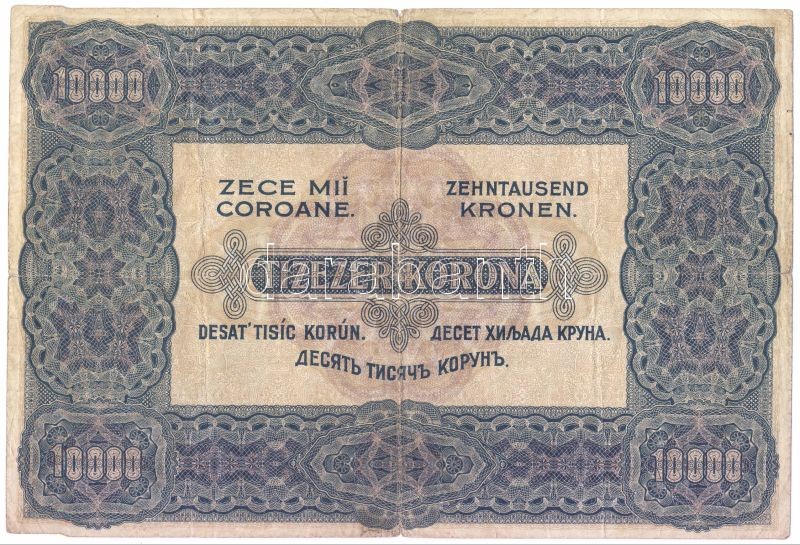 10000
10000
ZECE MIĬ
COROANE.
ZEHNTAUSEND
KRONEN.
TIZEZER KORONA
DESAT' TISÍC KORÚN.
ДЕСЕТ ХИЉАДА КРУНА.
ДЕСЯТЬ ТИСЯЧЪ КОРУНЪ.
10000
10000